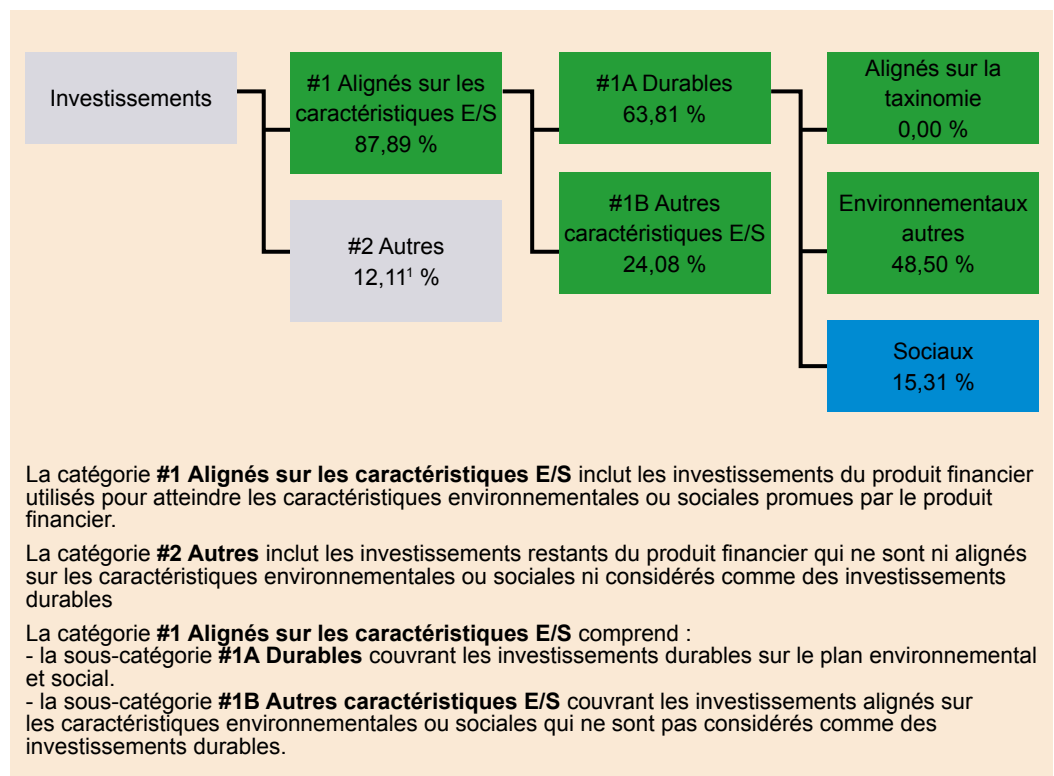 Investissements
#1 Alignés sur les
caractéristiques E/S
87,89 %
#2 Autres
12,11¹ %
#1A Durables
63,81 %
#1B Autres
caractéristiques E/S
24,08 %
Alignés sur la
taxinomie
0,00 %
Environnementaux
autres
48,50 %
Sociaux
15,31 %
La catégorie #1 Alignés sur les caractéristiques E/S inclut les investissements du produit financier
utilisés pour atteindre les caractéristiques environnementales ou sociales promues par le produit
financier.
La catégorie #2 Autres inclut les investissements restants du produit financier qui ne sont ni alignés
sur les caractéristiques environnementales ou sociales ni considérés comme des investissements
durables
La catégorie #1 Alignés sur les caractéristiques E/S comprend :
- la sous-catégorie #1A Durables couvrant les investissements durables sur le plan environnemental
et social.
- la sous-catégorie #1B Autres caractéristiques E/S couvrant les investissements alignés sur
les caractéristiques environnementales ou sociales qui ne sont pas considérés comme des
investissements durables.